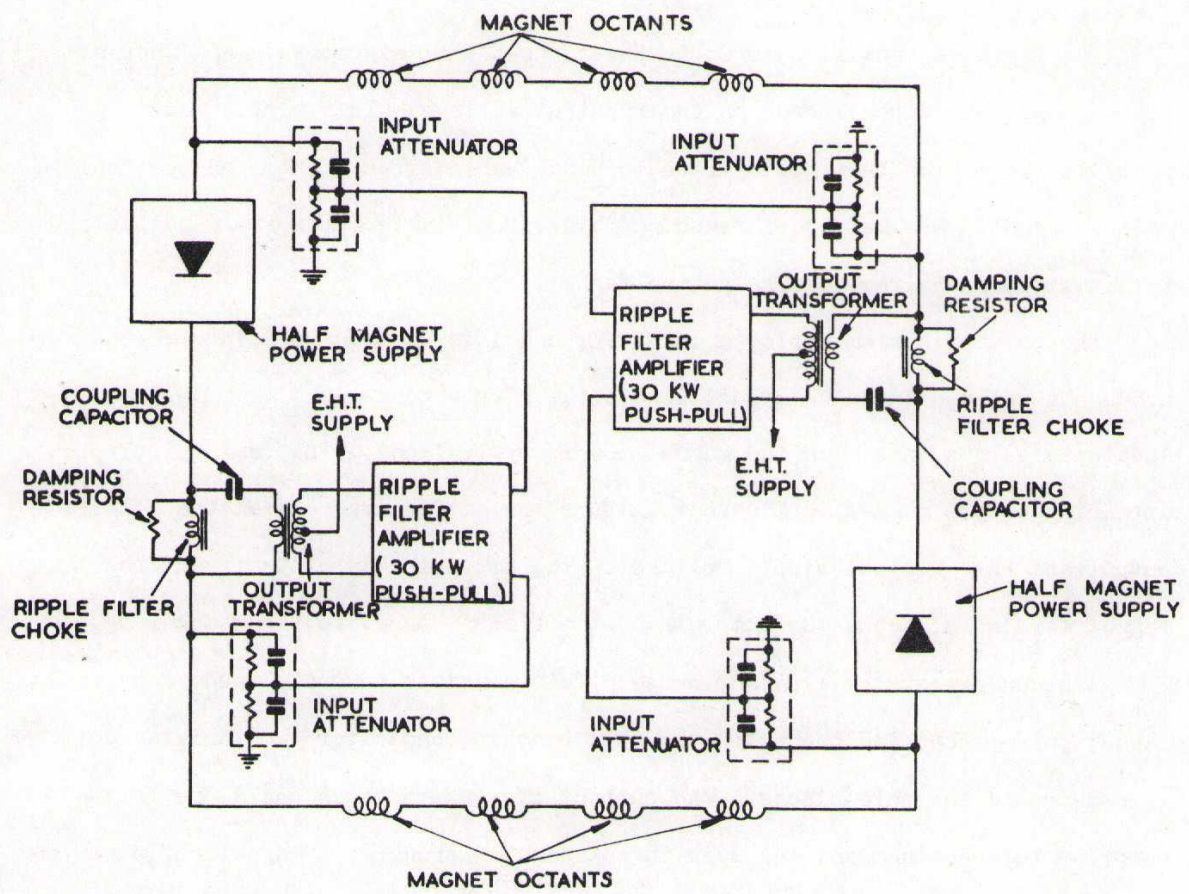 MAGNET OCTANTS
INPUT
ATTENUATOR
INPUT
ATTENUATOR
HALF MAGNET
POWER SUPPLY
OUTPUT
TRANSFORMER
DAMPING
RESISTOR
RIPPLE
FILTER
AMPLIFIER
(30 KW
PUSH-PULL)
RIPPLE
FILTER CHOKE
COUPLING
CAPACITOR
E.H.T.
SUPPLY
E.H.T.
SUPPLY
COUPLING
CAPACITOR
DAMPING
RESISTOR
RIPPLE
FILTER
AMPLIFIER
(30 KW
PUSH-PULL)
RIPPLE FILTER
CHOKE
OUTPUT
TRANSFORMER
HALF MAGNET
POWER SUPPLY
INPUT
ATTENUATOR
INPUT
ATTENUATOR
MAGNET OCTANTS